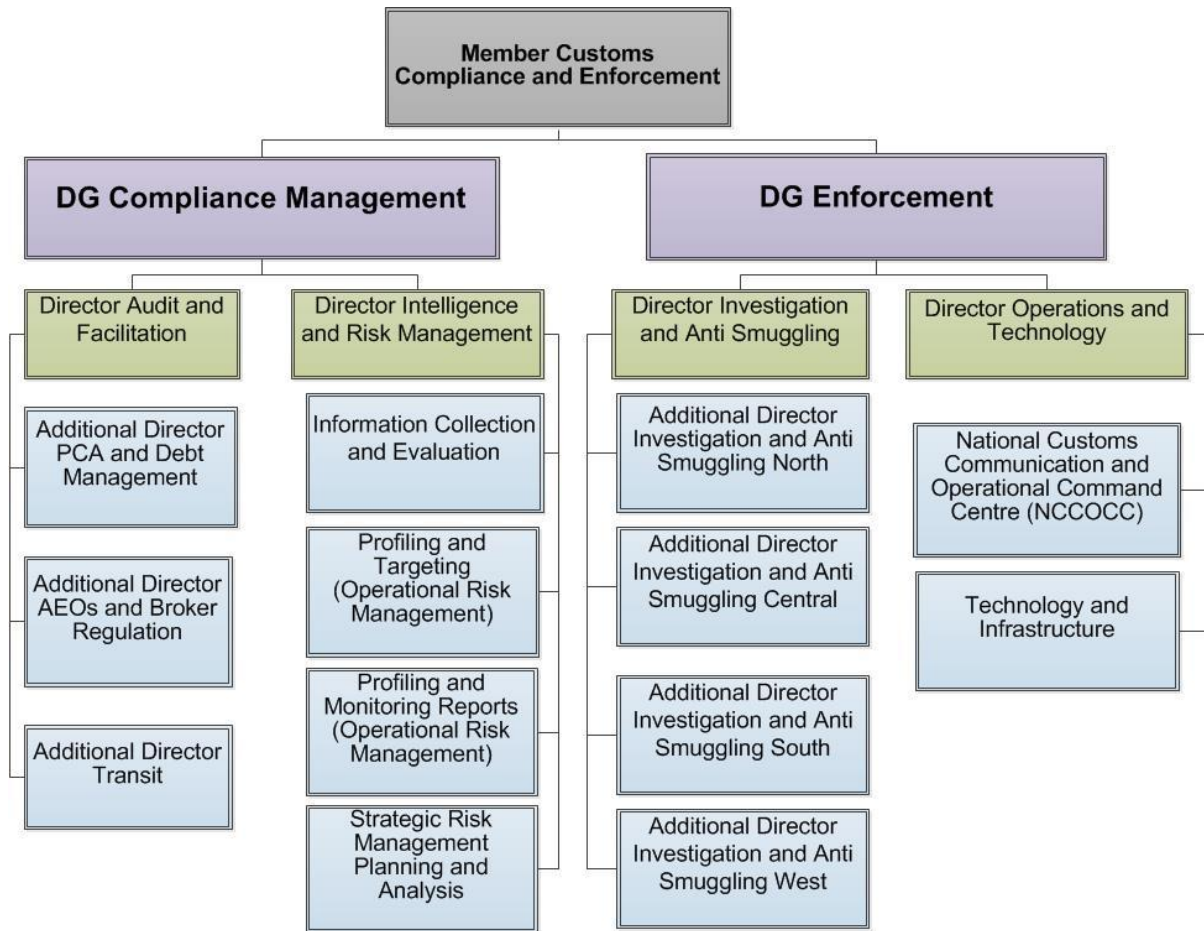 Member Customs
Compliance and Enforcement
DG Compliance Management
DG Enforcement
Director Audit and
Facilitation
Director Intelligence
and Risk Management
Director Investigation
and Anti Smuggling
Director Operations and
Technology
Additional Director
PCA and Debt
Management
Additional Director
AEOs and Broker
Regulation
Additional Director
Transit
Information Collection
and Evaluation
Profiling and
Targeting
(Operational Risk
Management)
Profiling and
Monitoring Reports
(Operational Risk
Management)
Strategic Risk
Management
Planning and
Analysis
Additional Director
Investigation and Anti
Smuggling North
Additional Director
Investigation and Anti
Smuggling Central
Additional Director
Investigation and Anti
Smuggling South
Additional Director
Investigation and Anti
Smuggling West
National Customs
Communication and
Operational Command
Centre (NCCOCC)
Technology and
Infrastructure